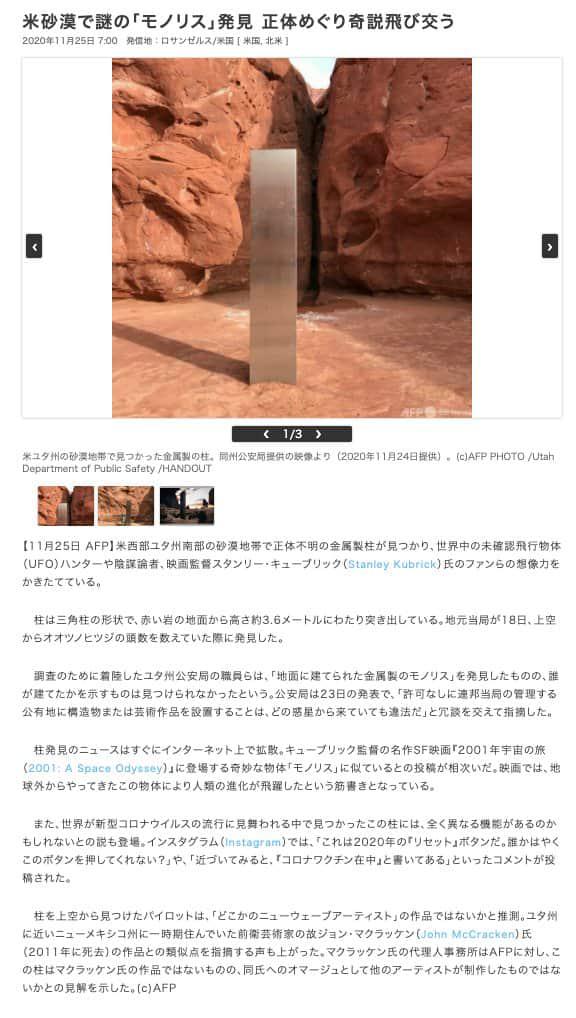 米砂漠で謎の「モノリス」発見 正体めぐり奇説飛び交う
2020年11月25日 7:00 発信地：ロサンゼルス/米国 [ 米国, 北米 ]
‹ ›
AFP
‹ 1/3 ›
米ユタ州の砂漠地帯で見つかった金属製の柱。同州公安局提供の映像より（2020年11月24日提供）。(c)AFP PHOTO /Utah
Department of Public Safety /HANDOUT
【11月25日 AFP】米西部ユタ州南部の砂漠地帯で正体不明の金属製柱が見つかり、世界中の未確認飛行物体
（UFO）ハンターや陰謀論者、映画監督スタンリー・キューブリック（Stanley Kubrick）氏のファンらの想像力を
かきたてている。
柱は三角柱の形状で、赤い岩の地面から高さ約3.6メートルにわたり突き出している。地元当局が18日、上空
からオオツノヒツジの頭数を数えていた際に発見した。
調査のために着陸したユタ州公安局の職員らは、「地面に建てられた金属製のモノリス」を発見したものの、誰
が建てたかを示すものは見つけられなかったという。公安局は23日の発表で、「許可なしに連邦当局の管理する
公有地に構造物または芸術作品を設置することは、どの惑星から来ていても違法だ」と冗談を交えて指摘した。
柱発見のニュースはすぐにインターネット上で拡散。キューブリック監督の名作SF映画『2001年宇宙の旅
（2001: A Space Odyssey）』に登場する奇妙な物体「モノリス」に似ているとの投稿が相次いだ。映画では、地
球外からやってきたこの物体により人類の進化が飛躍したという筋書きとなっている。
また、世界が新型コロナウイルスの流行に見舞われる中で見つかったこの柱には、全く異なる機能があるのか
もしれないとの説も登場。インスタグラム（Instagram）では、「これは2020年の『リセット』ボタンだ。誰かはやく
このボタンを押してくれない？」や、「近づいてみると、『コロナワクチン在中』と書いてある」といったコメントが投
稿された。
柱を上空から見つけたパイロットは、「どこかのニューウェーブアーティスト」の作品ではないかと推測。ユタ州
に近いニューメキシコ州に一時期住んでいた前衛芸術家の故ジョン・マクラッケン（John McCracken）氏
（2011年に死去）の作品との類似点を指摘する声も上がった。マクラッケン氏の代理人事務所はAFPに対し、こ
の柱はマクラッケン氏の作品ではないものの、同氏へのオマージュとして他のアーティストが制作したものではな
いかとの見解を示した。(c)AFP